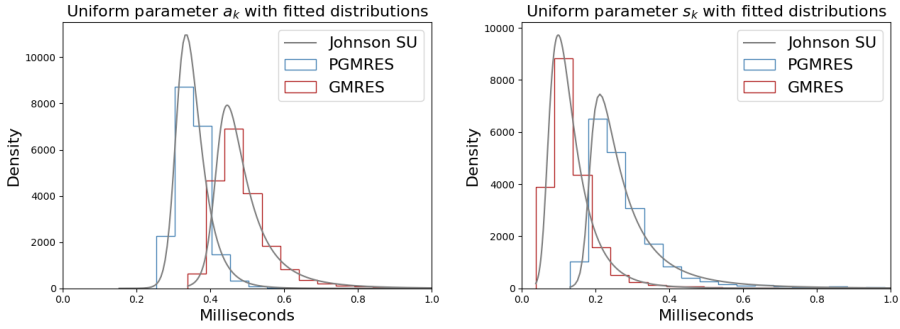 Uniform parameter a_k with fitted distributions
Density
10000
8000
6000
4000
2000
0
Johnson SU
PGMRES
GMRES
0.0 0.2 0.4 0.6 0.8 1.0
Milliseconds
Uniform parameter s_k with fitted distributions
Density
10000
8000
6000
4000
2000
0
Johnson SU
PGMRES
GMRES
0.0 0.2 0.4 0.6 0.8 1.0
Milliseconds